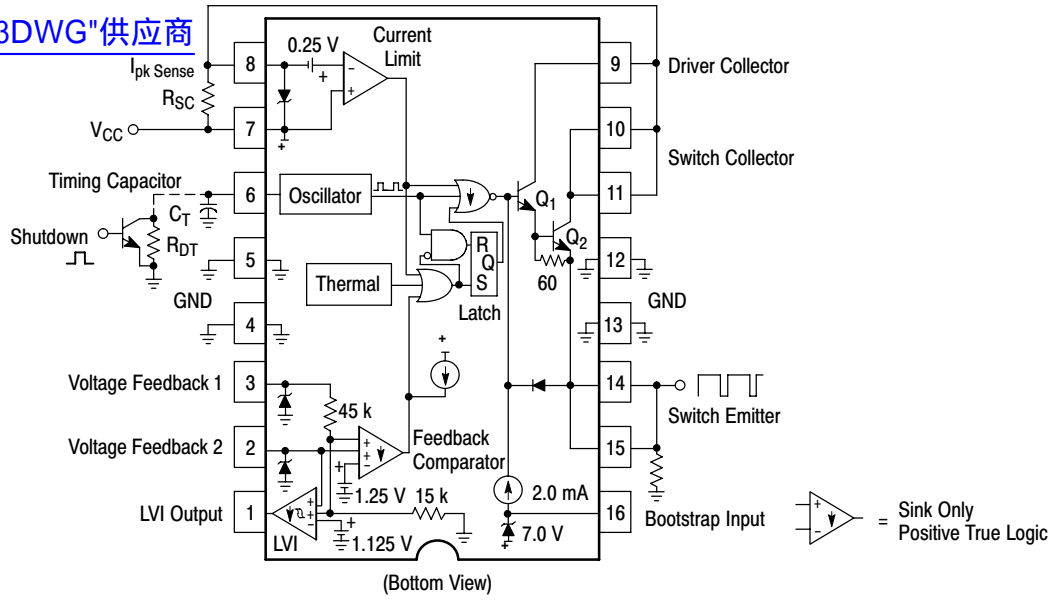 3DWG"供应商
0.25 V
Current
Limit
8
9
Ipk Sense
Driver Collector
RSC
−
+
+
7
10
VCC
+
Switch Collector
Timing Capacitor
6
Oscillator
11
Q1
CT
Shutdown
RDT
5
R
Q
S
Q2
60
12
Thermal
Latch
GND
GND
4
13
+
Voltage Feedback 1
3
14
45 k
Switch Emitter
Voltage Feedback 2
2
+
+
−
+
Feedback
Comparator
15
1.25 V
15 k
2.0 mA
LVI Output
1
+
+
−
+
16
Bootstrap Input
LVI
1.125 V
7.0 V
+
+
−
= Sink Only
Positive True Logic
(Bottom View)